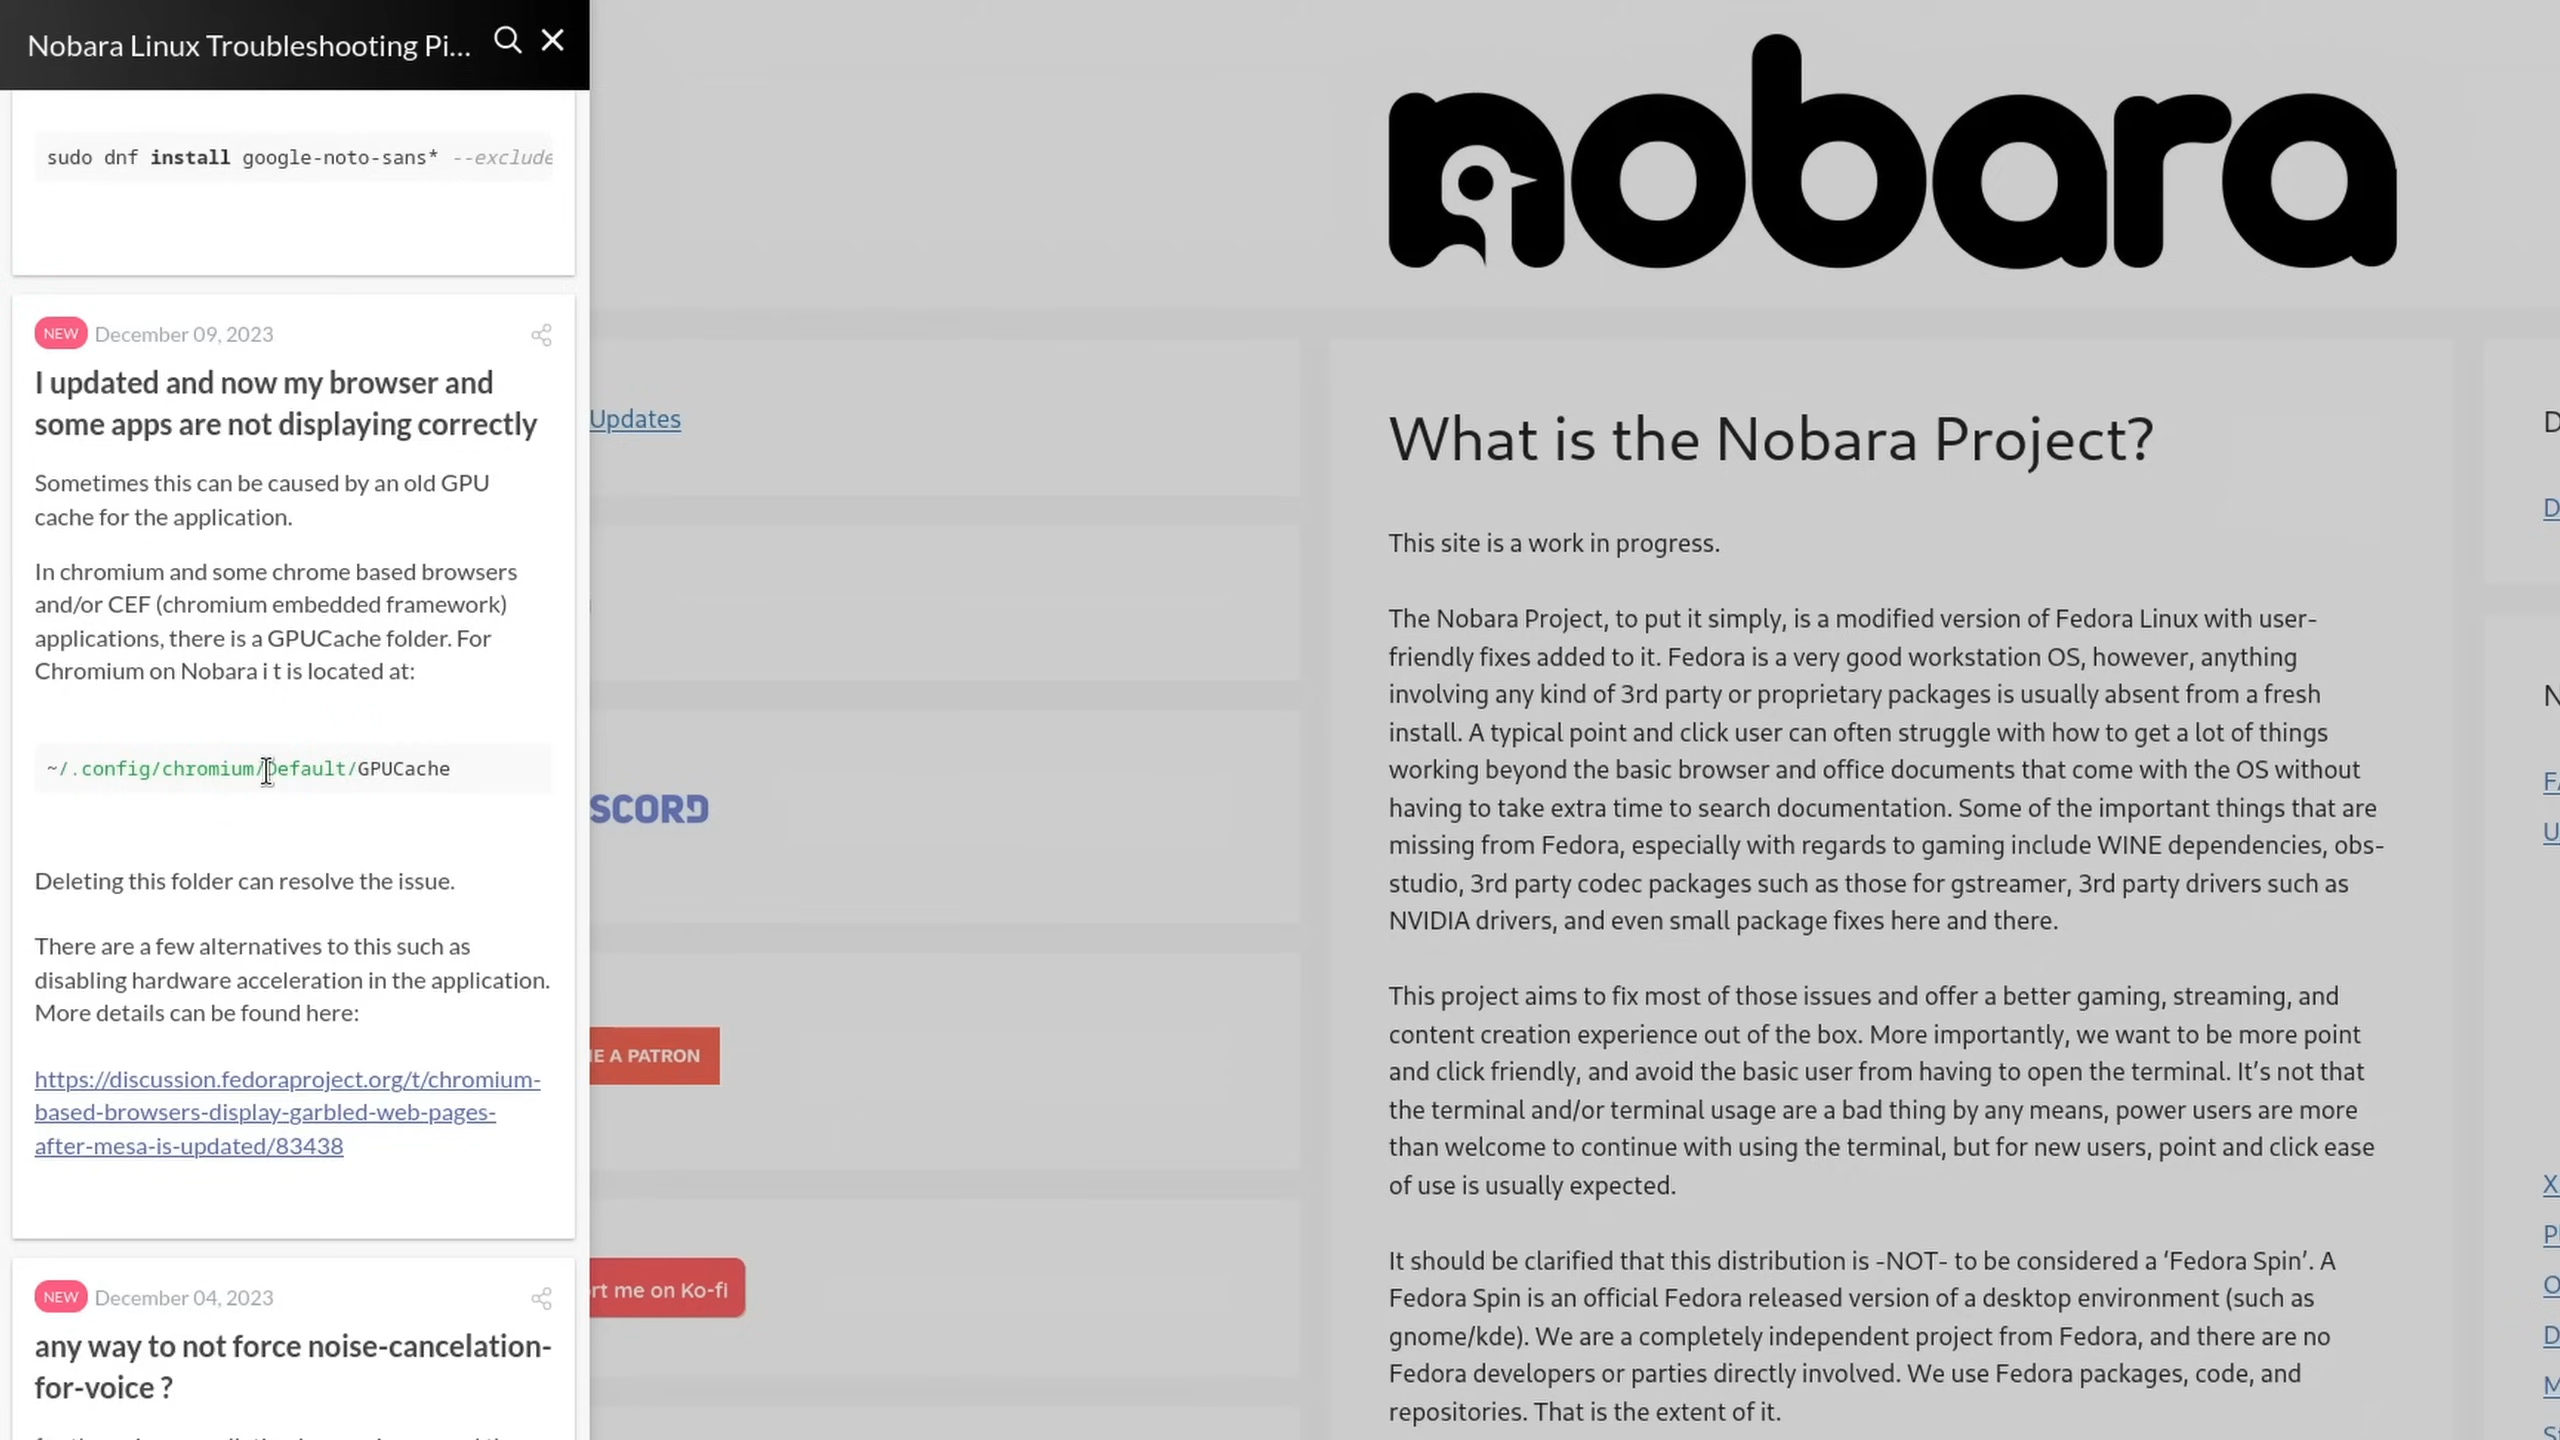 Nobara Linux Troubleshooting Pi...
sudo dnf install google-noto-sans* --exclude
NEW December 09, 2023
I updated and now my browser and
some apps are not displaying correctly
Sometimes this can be caused by an old GPU
cache for the application.
In chromium and some chrome based browsers
and/or CEF (chromium embedded framework)
applications, there is a GPUCache folder. For
Chromium on Nobara i t is located at:
~/.config/chromium/Default/GPUCache
Deleting this folder can resolve the issue.
There are a few alternatives to this such as
disabling hardware acceleration in the application.
More details can be found here:
https://discussion.fedoraproject.org/t/chromium-
based-browsers-display-garbled-web-pages-
after-mesa-is-updated/83438
NEW December 04, 2023
any way to not force noise-cancelation-
for-voice ?
Updates
SCORD
E A PATRON
rt me on Ko-fi
nobara
What is the Nobara Project?
This site is a work in progress.
The Nobara Project, to put it simply, is a modified version of Fedora Linux with user-
friendly fixes added to it. Fedora is a very good workstation OS, however, anything
involving any kind of 3rd party or proprietary packages is usually absent from a fresh
install. A typical point and click user can often struggle with how to get a lot of things
working beyond the basic browser and office documents that come with the OS without
having to take extra time to search documentation. Some of the important things that are
missing from Fedora, especially with regards to gaming include WINE dependencies, obs-
studio, 3rd party codec packages such as those for gstreamer, 3rd party drivers such as
NVIDIA drivers, and even small package fixes here and there.
This project aims to fix most of those issues and offer a better gaming, streaming, and
content creation experience out of the box. More importantly, we want to be more point
and click friendly, and avoid the basic user from having to open the terminal. It’s not that
the terminal and/or terminal usage are a bad thing by any means, power users are more
than welcome to continue with using the terminal, but for new users, point and click ease
of use is usually expected.
It should be clarified that this distribution is -NOT- to be considered a ‘Fedora Spin’. A
Fedora Spin is an official Fedora released version of a desktop environment (such as
gnome/kde). We are a completely independent project from Fedora, and there are no
Fedora developers or parties directly involved. We use Fedora packages, code, and
repositories. That is the extent of it.